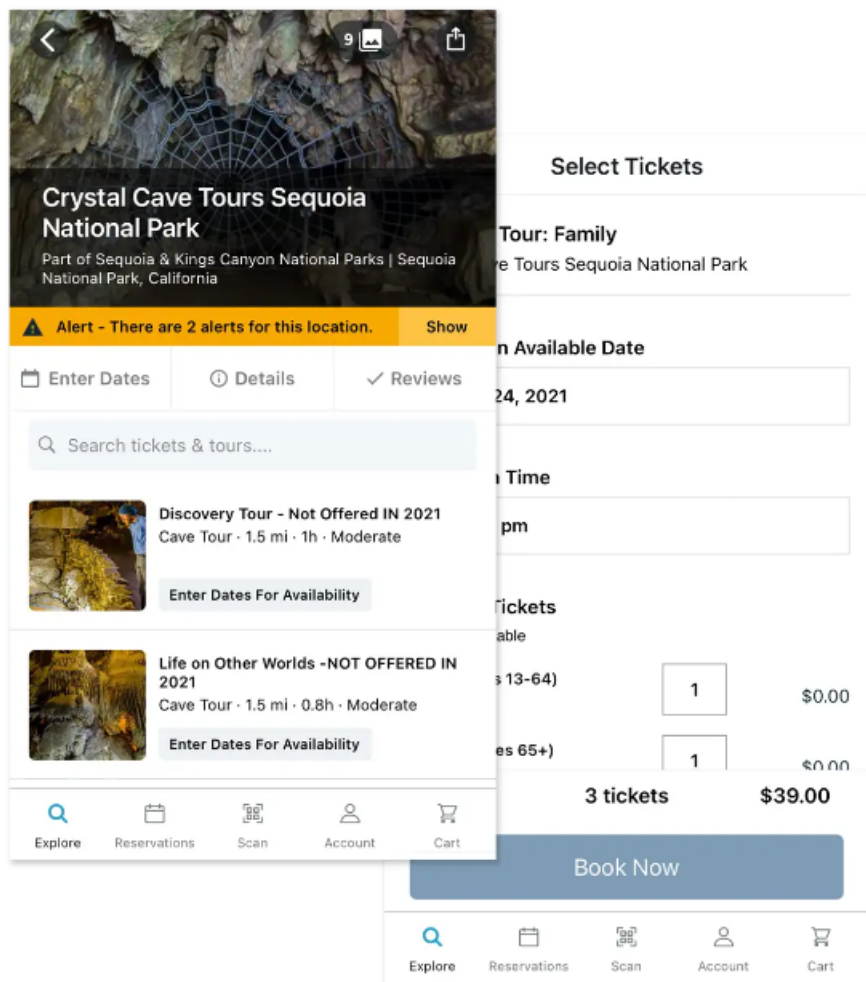 9
Crystal Cave Tours Sequoia
National Park
Part of Sequoia & Kings Canyon National Parks | Sequoia
National Park, California
Alert - There are 2 alerts for this location.
Show
Enter Dates
Details
Reviews
Search tickets & tours....
Discovery Tour - Not Offered IN 2021
Cave Tour · 1.5 mi · 1h · Moderate
Enter Dates For Availability
Life on Other Worlds -NOT OFFERED IN
2021
Cave Tour · 1.5 mi · 0.8h · Moderate
Enter Dates For Availability
Explore
Reservations
Scan
Account
Cart
Select Tickets
Tour: Family
e Tours Sequoia National Park
n Available Date
24, 2021
Time
pm
Tickets
able
s 13-64)
1
$0.00
es 65+)
1
$0.00
3 tickets
$39.00
Book Now
Explore
Reservations
Scan
Account
Cart